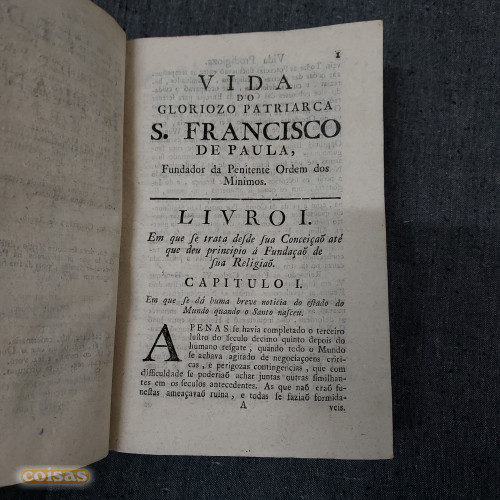 1
VIDA
DO
GLORIOZO PATRIARCA
S. FRANCISCO
DE PAULA,
Fundador da Penitente Ordem dos
Minimos.
LIVRO I.
Em que ſe trata deſde ſua Conceiçaõ até
que deu principio á Fundaçaõ de
ſua Religiaõ.
CAPITULO I.
Em que ſe dá huma breve noticia do eſtado do
Mundo quando o Santo naſceu.
APENAS ſe havia completado o terceiro
luſtro do ſeculo decimo quinto depois do
humano reſgate, quando todo o Mundo
ſe achava agitado de negociaçoens criti-
cas, e perigozas contingencias, que com
difficuldade ſe poderiaõ achar juntas outras ſimilhan-
tes em os ſeculos antecedentes. As que naõ eraõ fu-
neſtas ameaçavaõ ruina, e todas ſe faziaõ formida-
A
veis.
coisas